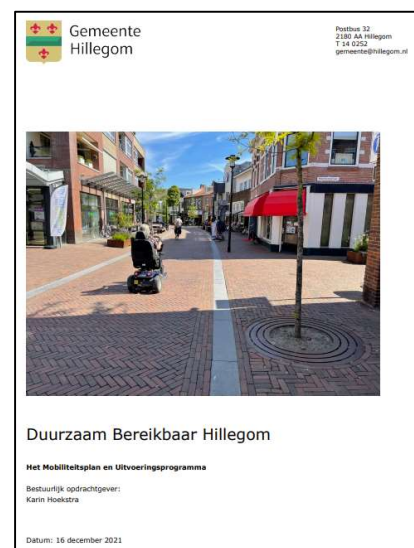 Gemeente
Hillegom
Postbus 32
2180 AA Hillegom
T 14 0252
gemeente@hillegom.nl
Duurzaam Bereikbaar Hillegom
Het Mobiliteitsplan en Uitvoeringsprogramma
Bestuurlijk opdrachtgever:
Karin Hoekstra
Datum: 16 december 2021